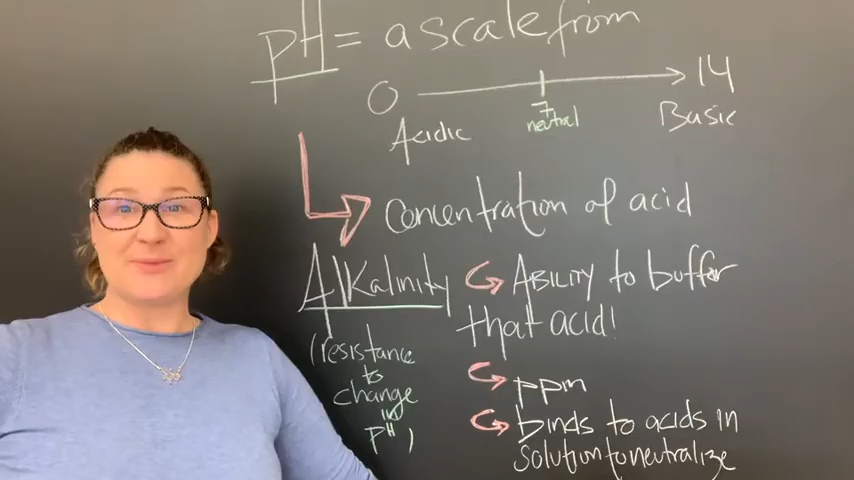 pH = a scale from
0 14
7
neutral
Acidic Basic
Concentration of acid
Alkalinity ABILITY to buffer
that acid!
(resistance
to
change
in
pH)
ppm
binds to acids in
solution to neutralize